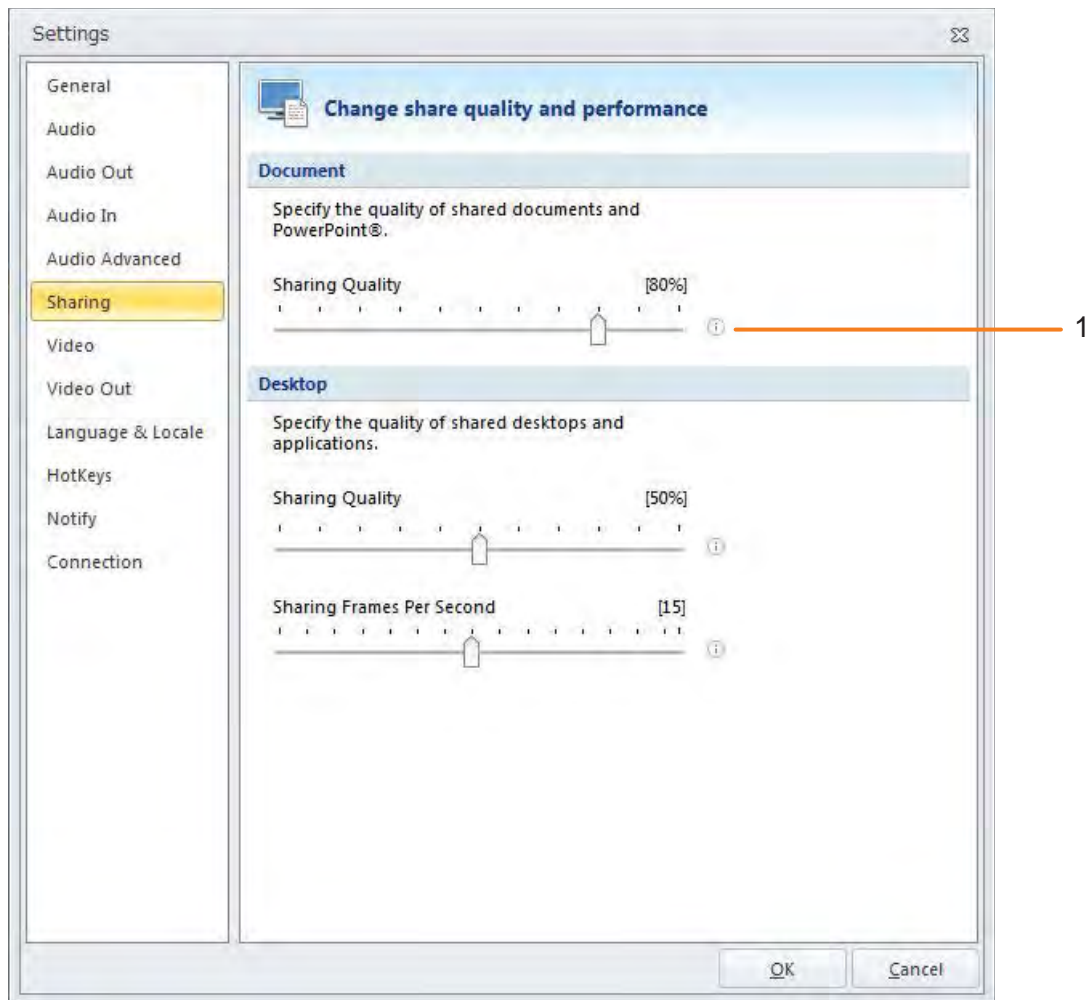 Settings
General
Audio
Audio Out
Audio In
Audio Advanced
Sharing
Video
Video Out
Language & Locale
HotKeys
Notify
Connection
Change share quality and performance
Document
Specify the quality of shared documents and
PowerPoint®.
Sharing Quality [80%]
1
Desktop
Specify the quality of shared desktops and
applications.
Sharing Quality [50%]
Sharing Frames Per Second [15]
OK Cancel